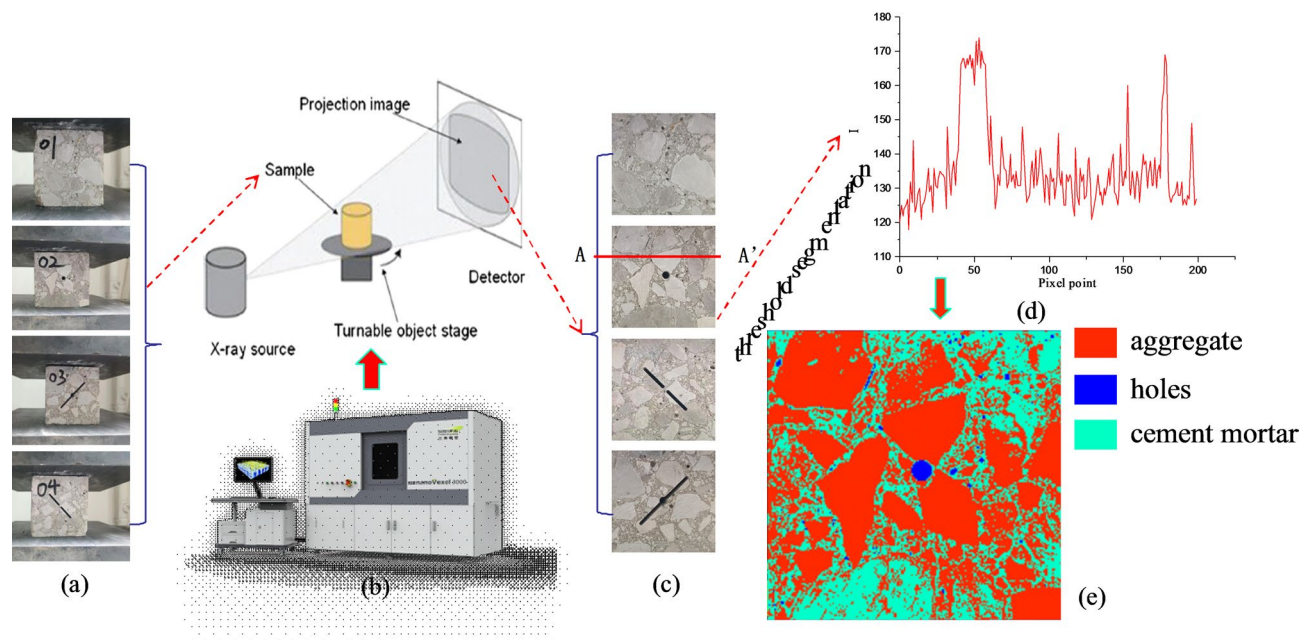 01
02
03
04
(a)
Projection image
Sample
Detector
Turnable object stage
X-ray source
nanoVoxel 4000
(b)
A
A'
(c)
threshold segmentation
I
180
170
160
150
140
130
120
110
0
50
100
150
200
Pixel point
(d)
aggregate
holes
cement mortar
(e)